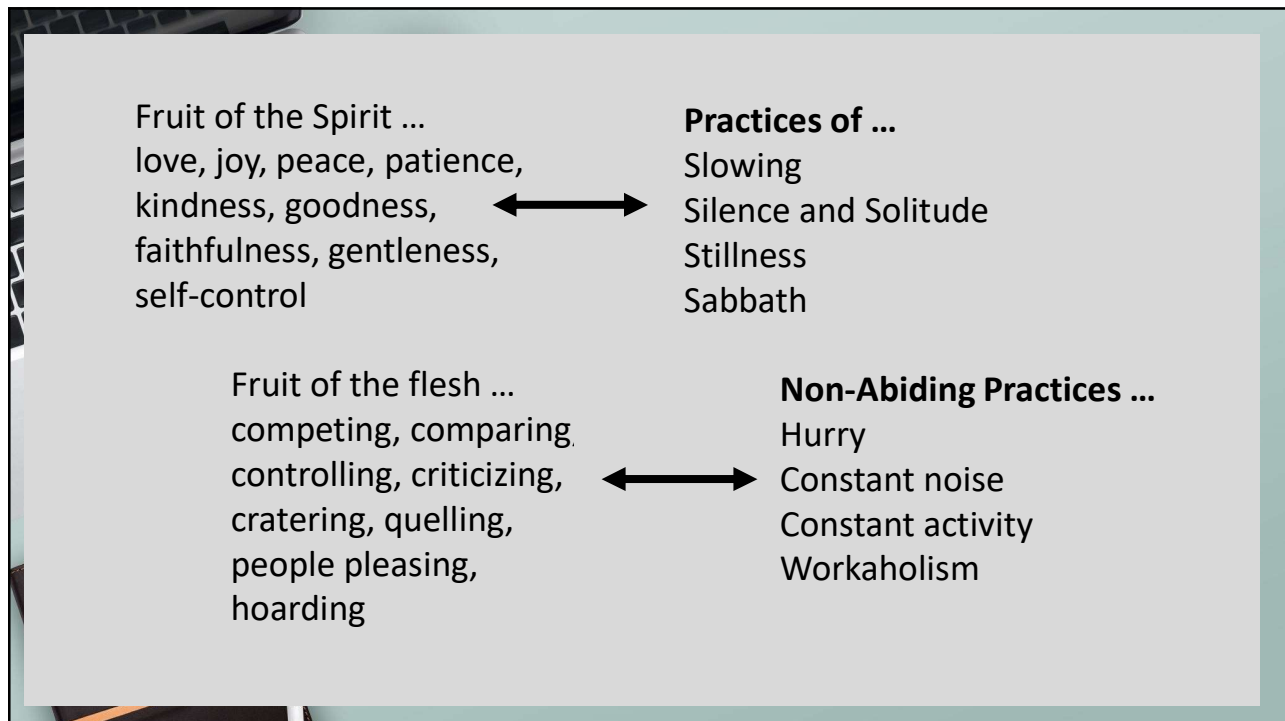 Fruit of the Spirit …
love, joy, peace, patience,
kindness, goodness,
faithfulness, gentleness,
self-control
Practices of …
Slowing
Silence and Solitude
Stillness
Sabbath
Fruit of the flesh …
competing, comparing,
controlling, criticizing,
cratering, quelling,
people pleasing,
hoarding
Non-Abiding Practices …
Hurry
Constant noise
Constant activity
Workaholism